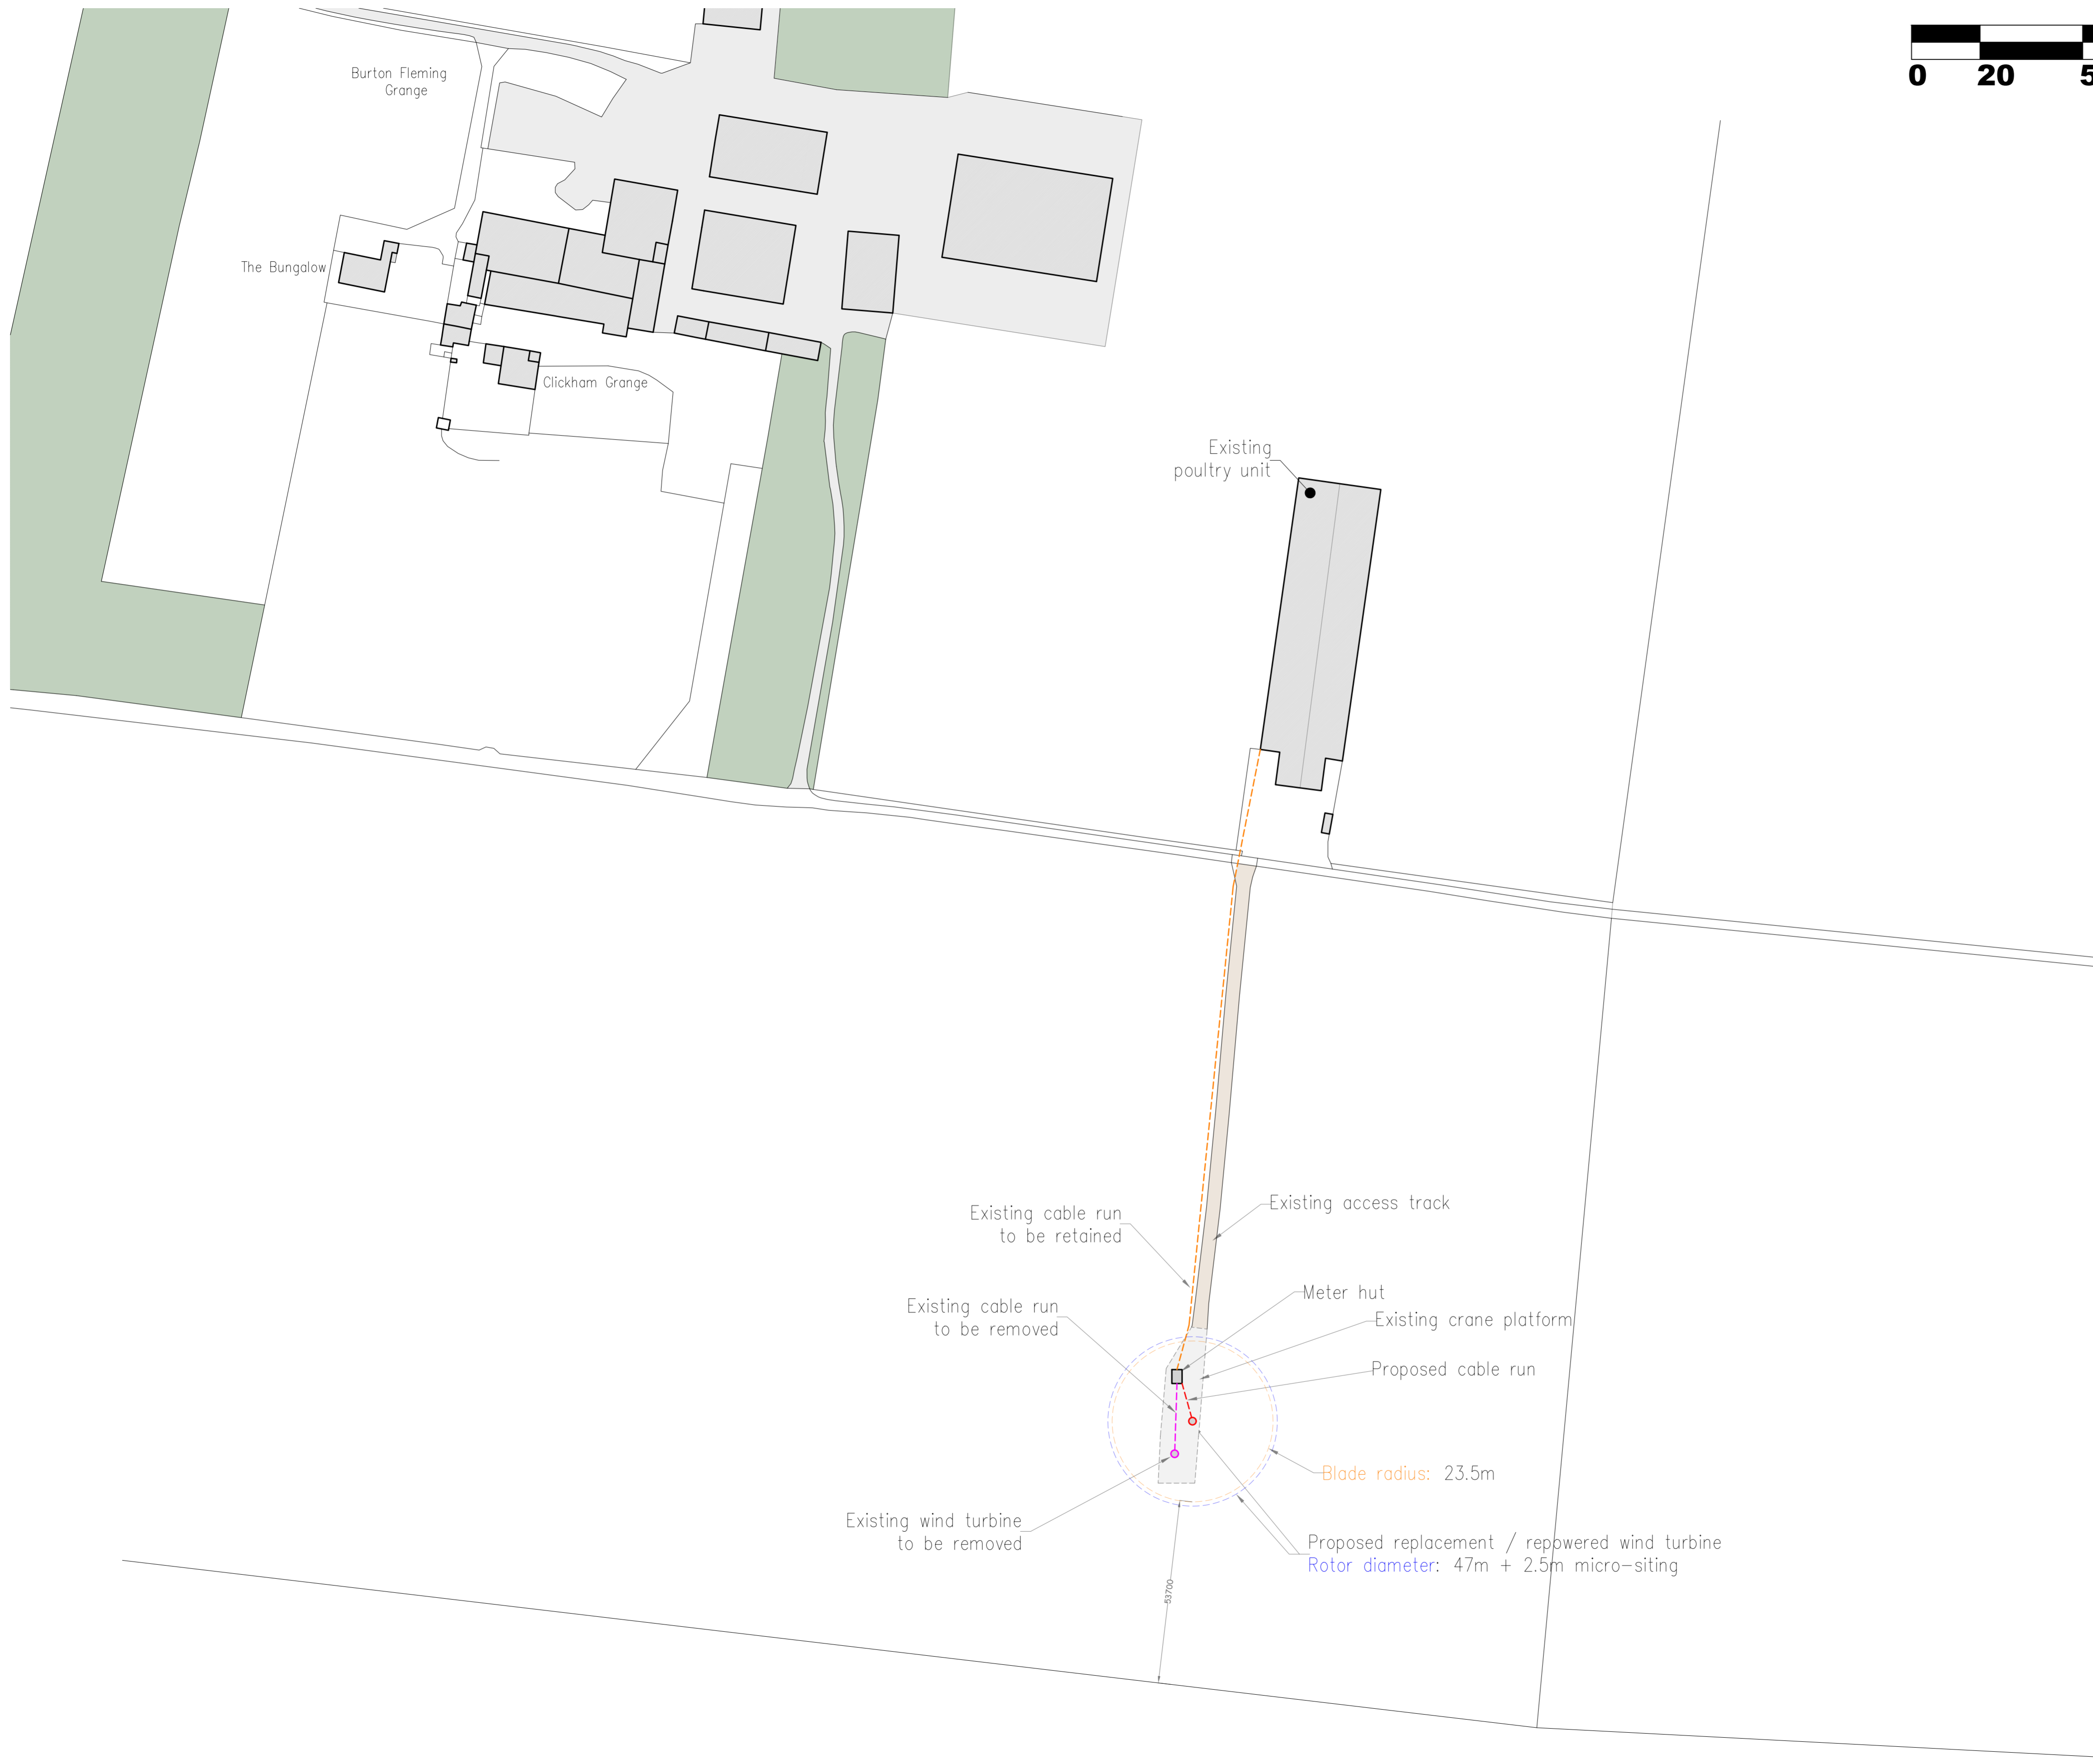 Burton Fleming
Grange
0 20 5
The Bungalow
Clickham Grange
Existing
poultry unit
Existing access track
Existing cable run
to be retained
Meter hut
Existing cable run
to be removed
Existing crane platform
Proposed cable run
Blade radius: 23.5m
Existing wind turbine
to be removed
Proposed replacement / repowered wind turbine
Rotor diameter: 47m + 2.5m micro-siting
53700